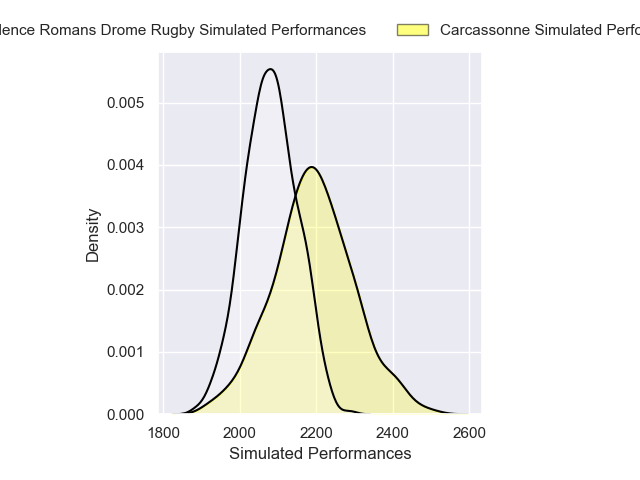 lence Romans Drome Rugby Simulated Performances
Carcassonne Simulated Perfo
0.005
0.004
0.003
0.002
0.001
0.000
Density
1800 2000 2200 2400 2600
Simulated Performances